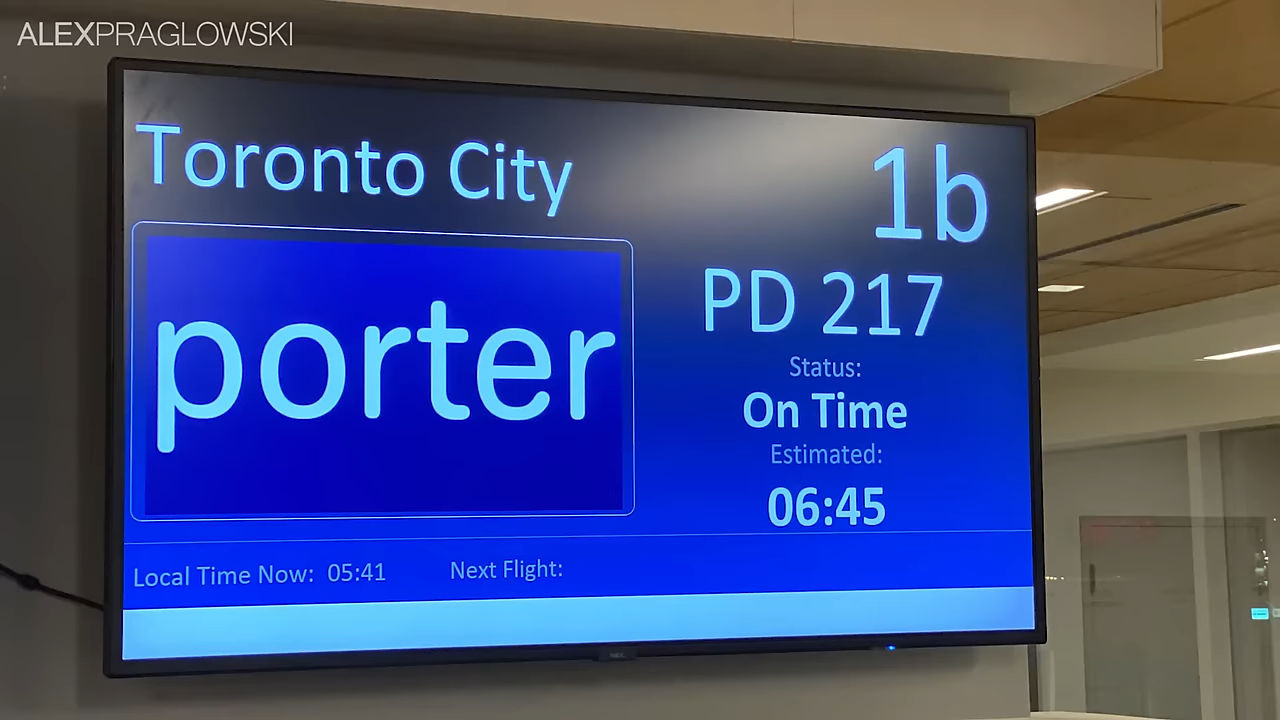 ALEXPRAGLOWSKI
Toronto City
1b
porter
PD 217
Status:
On Time
Estimated:
06:45
Local Time Now: 05:41
Next Flight:
NEC